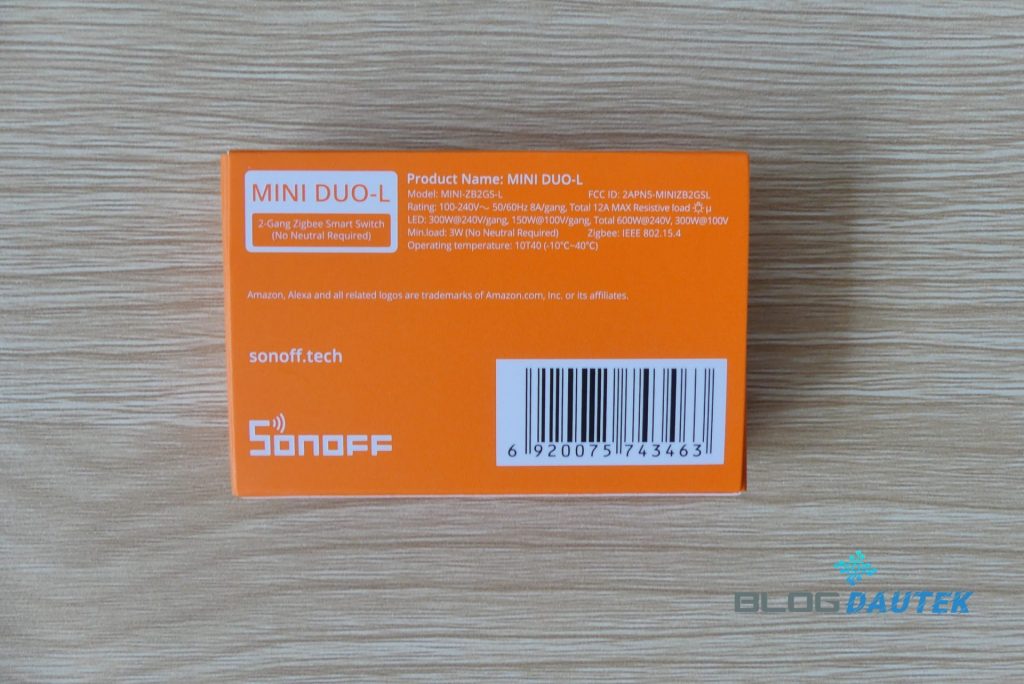 MINI DUO-L
2-Gang Zigbee Smart Switch
(No Neutral Required)
Product Name: MINI DUO-L
Model: MINI-ZB2GS-L FCC ID: 2APN5-MINIZB2GSL
Rating: 100-240V～ 50/60Hz 8A/gang, Total 12A MAX Resistive load µ
LED: 300W@240V/gang, 150W@100V/gang, Total 600W@240V, 300W@100V
Min.load: 3W (No Neutral Required) Zigbee: IEEE 802.15.4
Operating temperature: 10T40 (-10℃~40℃)
Amazon, Alexa and all related logos are trademarks of Amazon.com, Inc. or its affiliates.
sonoff.tech
SONOFF
6 920075 743463
BLOG DAUTEK